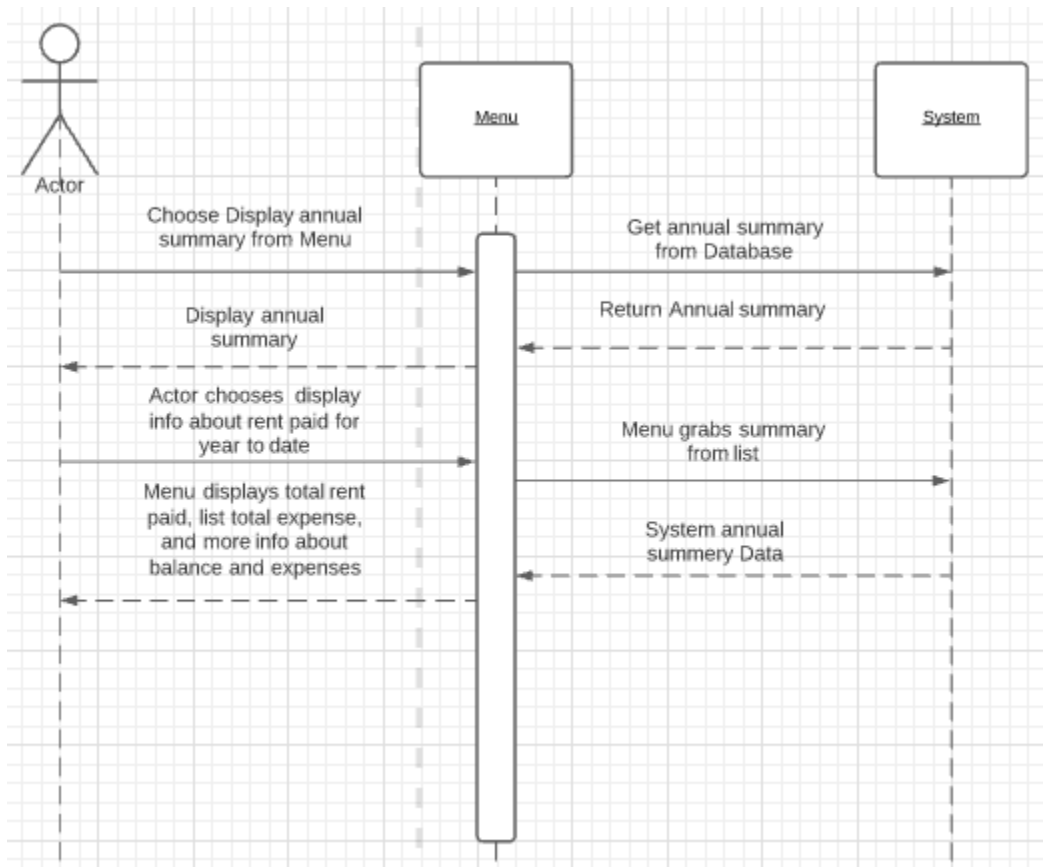 Menu
System
Actor
Choose Display annual
summary from Menu
Get annual summary
from Database
Return Annual summary
Display annual
summary
Actor chooses display
info about rent paid for
year to date
Menu grabs summary
from list
Menu displays total rent
paid, list total expense,
and more info about
balance and expenses
System annual
summery Data